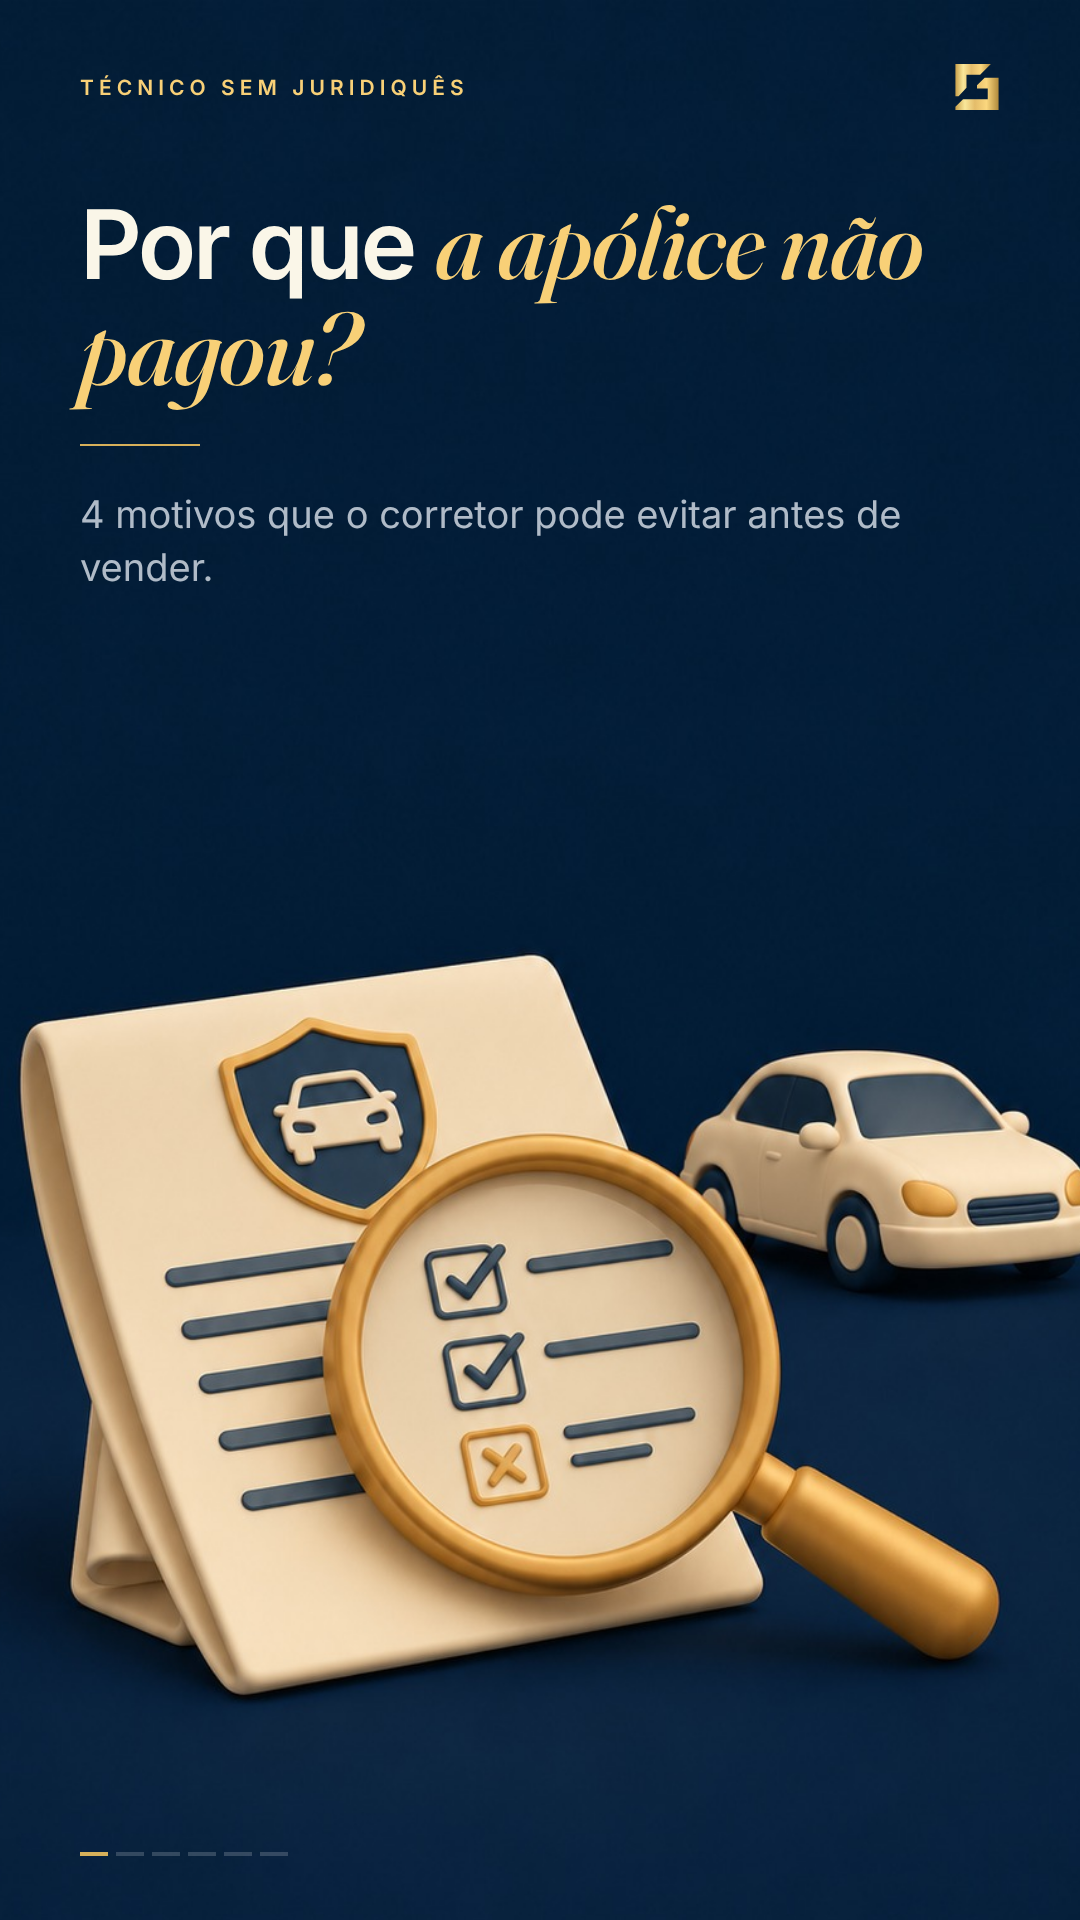 TÉCNICO SEM JURIDIQUÊS
Por que a apólice não
pagou?
4 motivos que o corretor pode evitar antes de
vender.